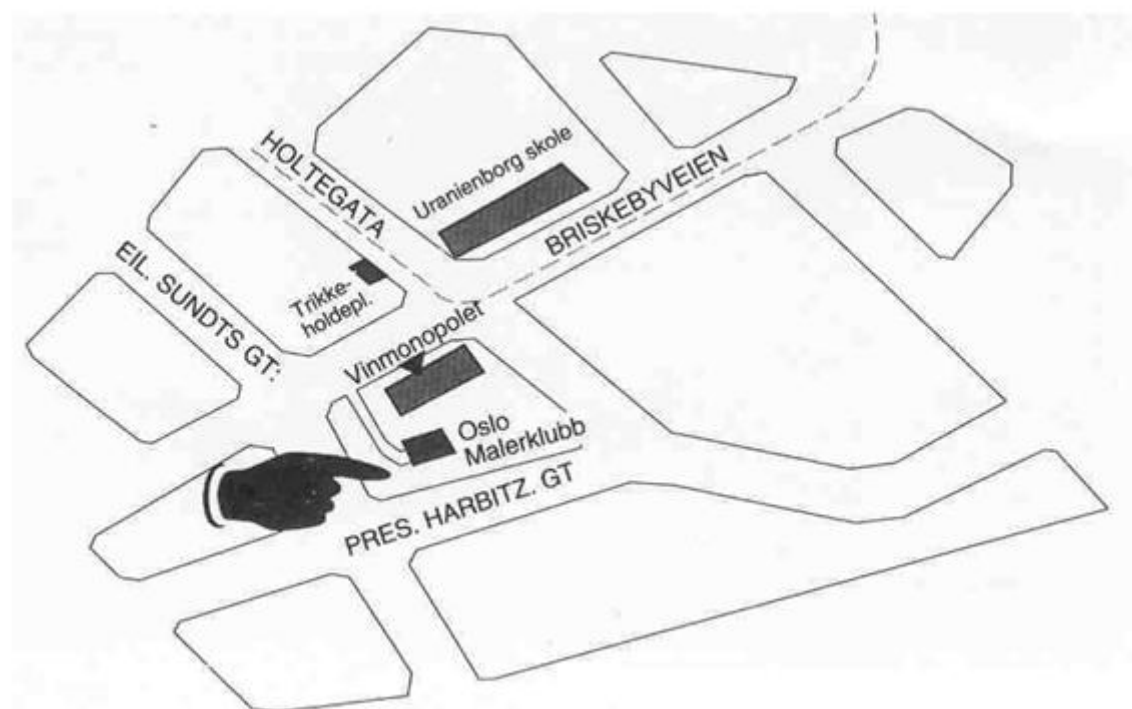 HOLTEGATA
Uranienborg skole
BRISKEBYVEIEN
EIL. SUNDTS GT:
Trikke-
holdepl.
Vinmonopolet
Oslo
Malerklubb
PRES. HARBITZ. GT